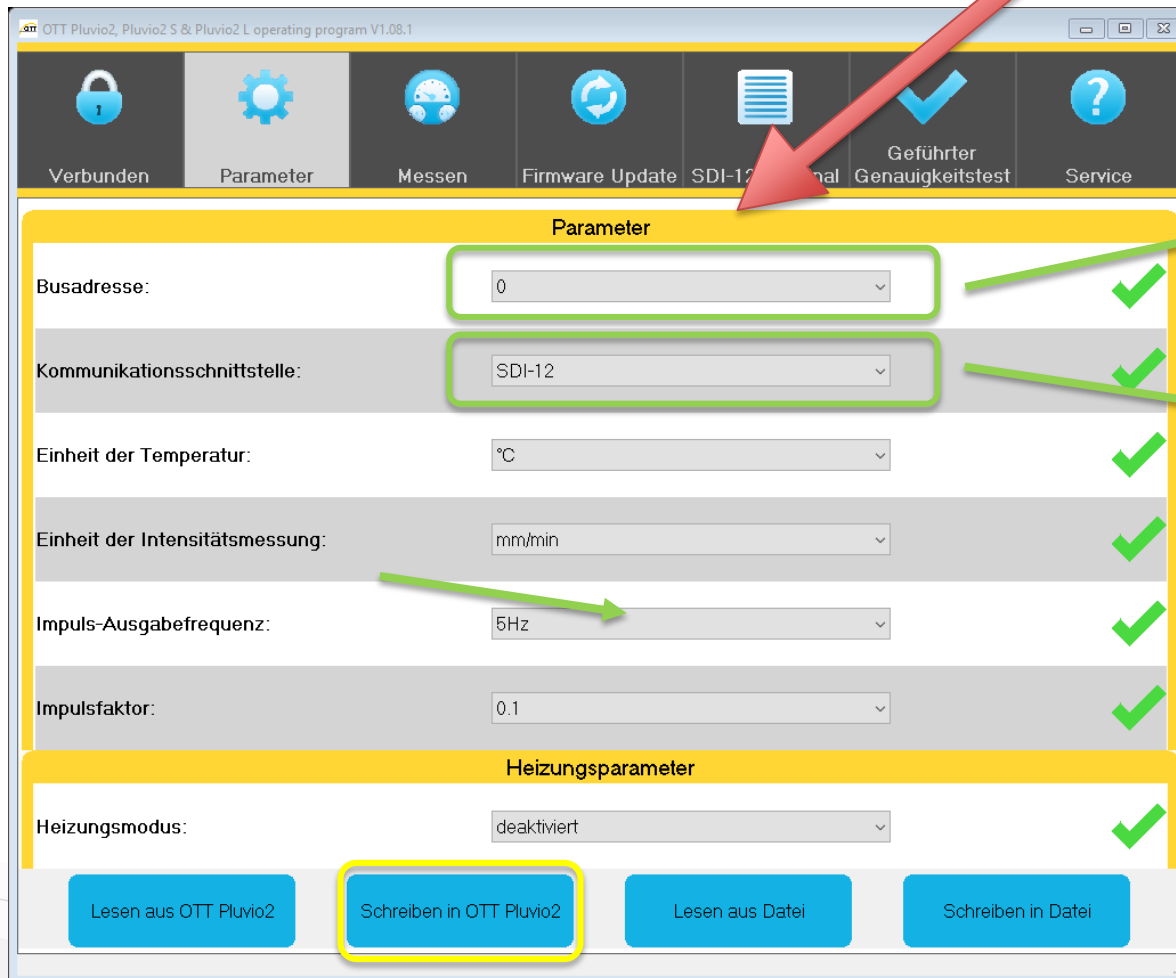 OTT Pluvio2, Pluvio2 S & Pluvio2 L operating program V1.08.1
Verbunden
Parameter
Messen
Firmware Update
SDI-12
Geführter
Genauigkeitstest
Service
Parameter
Busadresse: 0
Kommunikationsschnittstelle: SDI-12
Einheit der Temperatur: °C
Einheit der Intensitätsmessung: mm/min
Impuls-Ausgabefrequenz: 5Hz
Impulsfaktor: 0.1
Heizungsparameter
Heizungsmodus: deaktiviert
Lesen aus OTT Pluvio2
Schreiben in OTT Pluvio2
Lesen aus Datei
Schreiben in Datei